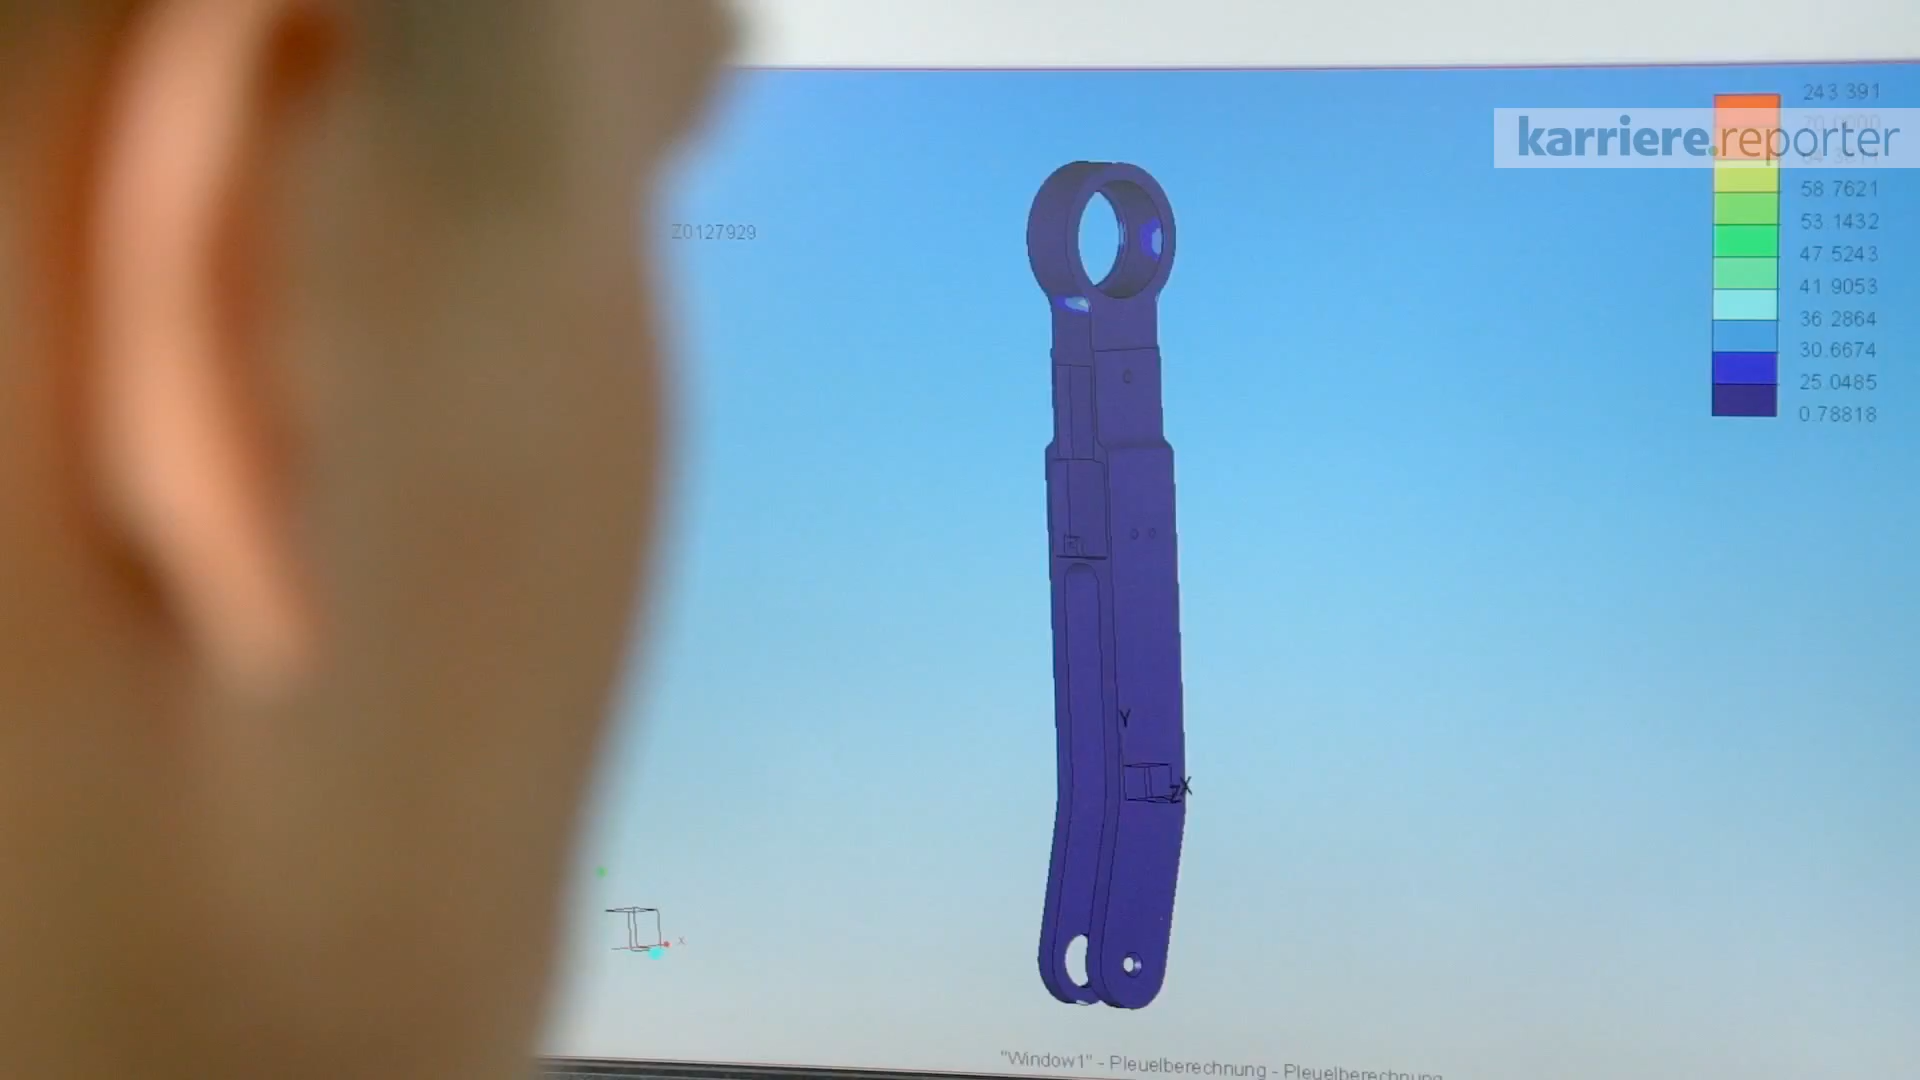 243.391
karriere.reporter
58.7621
53.1432
47.5243
41.9053
36.2864
30.6674
25.0485
0.78818
Z0127929
Y
ZX
x
"Window1" - Pleuelberechnung - Pleuelberechnung